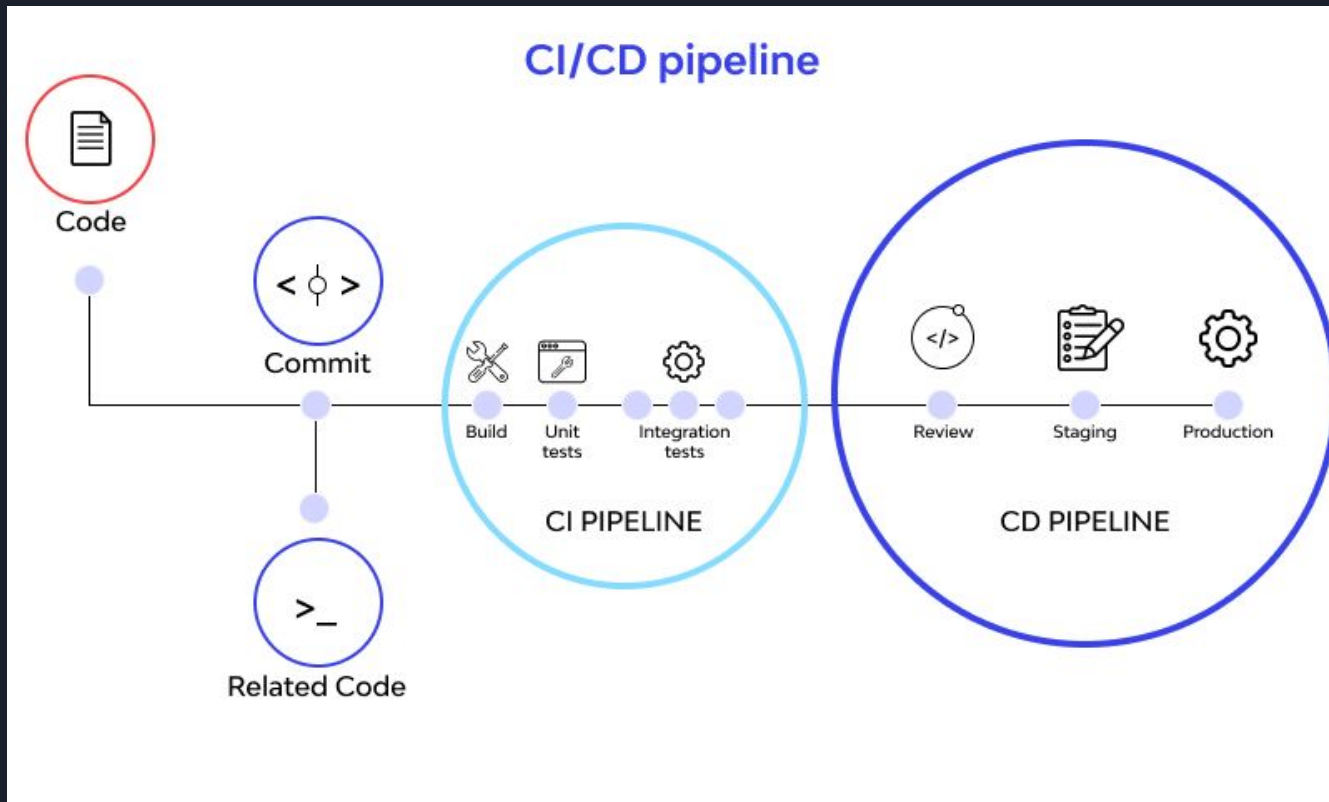 CI/CD pipeline
Code
< >
Commit
Build
Unit
tests
Integration
tests
CI PIPELINE
</>
Review
Staging
Production
CD PIPELINE
>_
Related Code